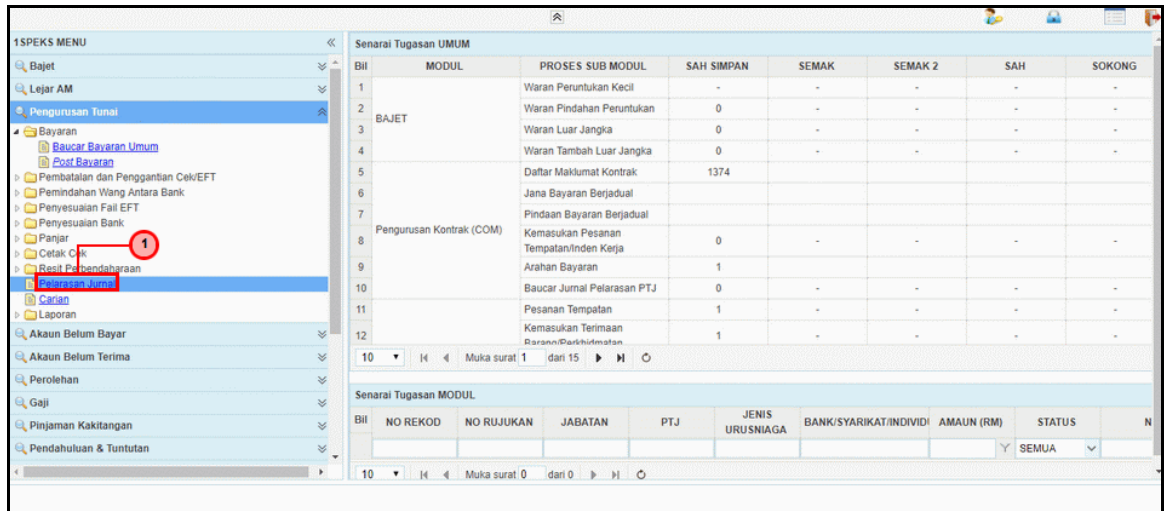 1SPEKS MENU
Bajet
Lejar AM
Pengurusan Tunai
Bayaran
Baucar Bayaran Umum
Post Bayaran
Pembatalan dan Penggantian Cek/EFT
Pemindahan Wang Antara Bank
Penyesuaian Fail EFT
Penyesuaian Bank
Panjar
1
Cetak Cek
Resit Perbendaharaan
Pelarasan Jurnal
Carian
Laporan
Akaun Belum Bayar
Akaun Belum Terima
Perolehan
Gaji
Pinjaman Kakitangan
Pendahuluan & Tuntutan
Senarai Tugasan UMUM
Bil MODUL PROSES SUB MODUL SAH SIMPAN SEMAK SEMAK 2 SAH SOKONG
1 Waran Peruntukan Kecil - - - - -
2 BAJET Waran Pindahan Peruntukan 0 - - - -
3 Waran Luar Jangka 0 - - - -
4 Waran Tambah Luar Jangka 0 - - - -
5 Daftar Maklumat Kontrak 1374
6 Jana Bayaran Berjadual
7 Pindaan Bayaran Berjadual
8 Pengurusan Kontrak (COM) Kemasukan Pesanan Tempatan/Inden Kerja 0 - - - -
9 Arahan Bayaran 1 - - - -
10 Baucar Jurnal Pelarasan PTJ 0 - - - -
11 Pesanan Tempatan 1 - - - -
12 Kemasukan Terimaan Barang/Perkhidmatan 1 - - - -
10 Muka surat 1 dari 15
Senarai Tugasan MODUL
Bil NO REKOD NO RUJUKAN JABATAN PTJ JENIS URUSNIAGA BANK/SYARIKAT/INDIVIDU AMAUN (RM) STATUS N
SEMUA
10 Muka surat 0 dari 0